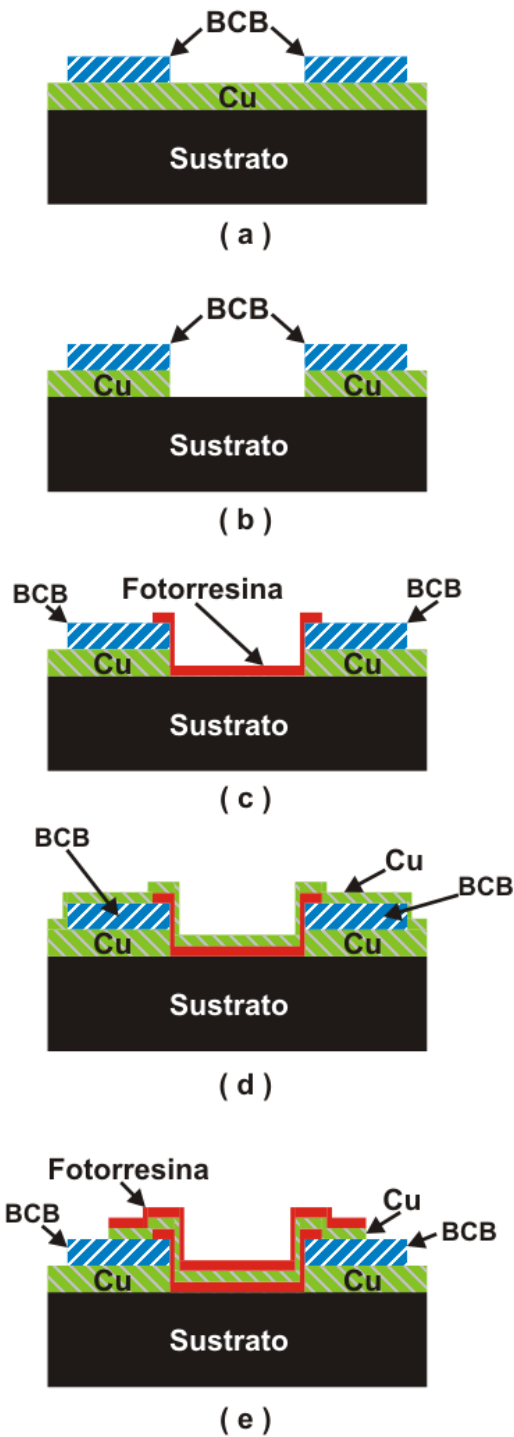 BCB
Cu
Sustrato
( a )
BCB
Cu Cu
Sustrato
( b )
BCB Fotorresina BCB
Cu Cu
Sustrato
( c )
BCB
Cu
BCB
Cu Cu
Sustrato
( d )
Fotorresina
BCB Cu
BCB
Cu Cu
Sustrato
( e )